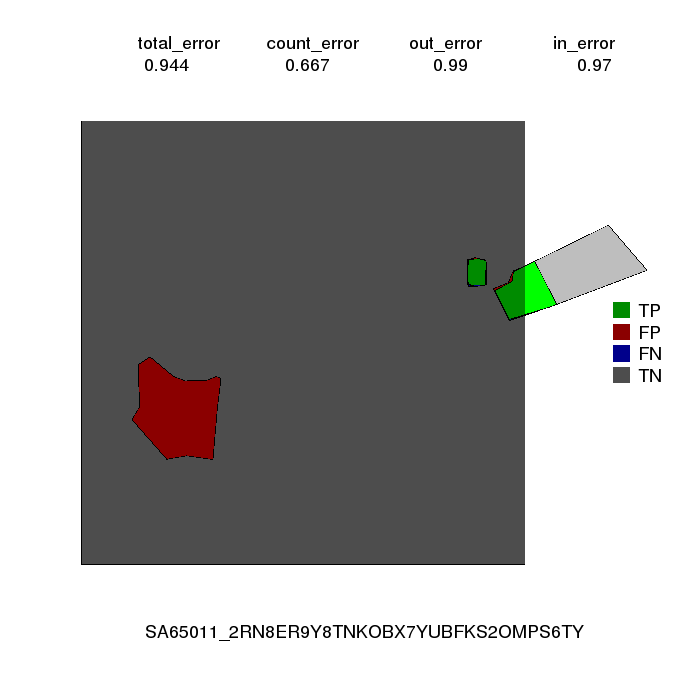 total_error count_error out_error in_error
0.944 0.667 0.99 0.97
TP
FP
FN
TN
SA65011_2RN8ER9Y8TNKOBX7YUBFKS2OMPS6TY